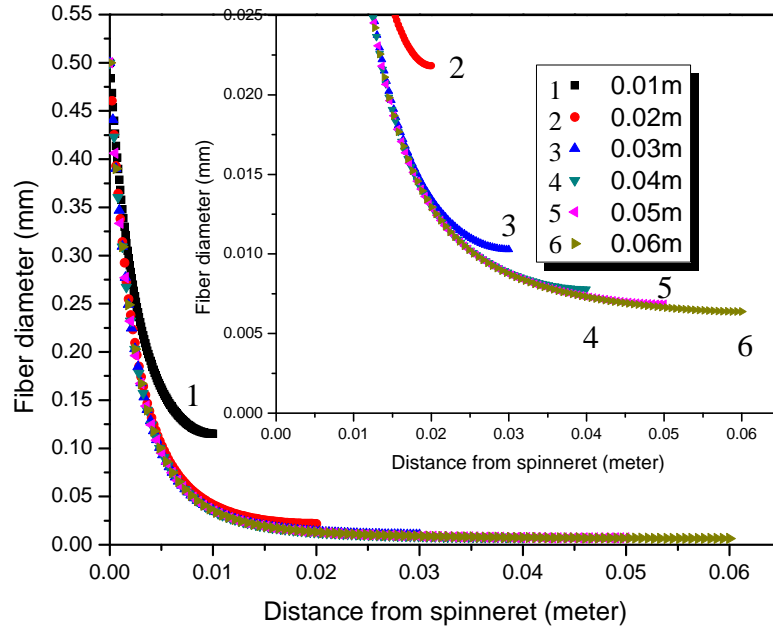 0.55
0.50
0.45
0.40
0.35
0.30
0.25
0.20
0.15
0.10
0.05
0.00
Fiber diameter (mm)
0.00 0.01 0.02 0.03 0.04 0.05 0.06
Distance from spinneret (meter)
1
0.025
0.020
0.015
0.010
0.005
0.000
Fiber diameter (mm)
0.00 0.01 0.02 0.03 0.04 0.05 0.06
Distance from spinneret (meter)
2
3
4
5
6
1 0.01m
2 0.02m
3 0.03m
4 0.04m
5 0.05m
6 0.06m